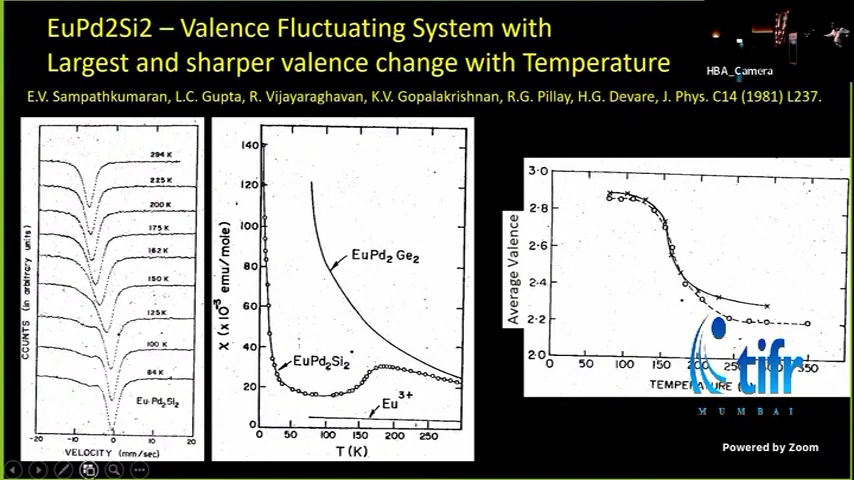 EuPd2Si2 – Valence Fluctuating System with
Largest and sharper valence change with Temperature
HBA_Camera
E.V. Sampathkumaran, L.C. Gupta, R. Vijayaraghavan, K.V. Gopalakrishnan, R.G. Pillay, H.G. Devare, J. Phys. C14 (1981) L237.
COUNTS (in arbitrary units)
294 K
225 K
200 K
175 K
162 K
150 K
125 K
100 K
84 K
Eu Pd2Si2
-20 -10 0 10 20
VELOCITY (mm/sec)
χ (x 10⁻³ emu/mole)
140
120
100
80
60
40
20
0
EuPd2Ge2
EuPd2Si2
Eu3+
0 50 100 150 200 250
T (K)
Average Valence
3·0
2·8
2·6
2·4
2·2
2·0
0 50 100 150 200 350
TEMPERATURE
tifr
MUMBAI
Powered by Zoom